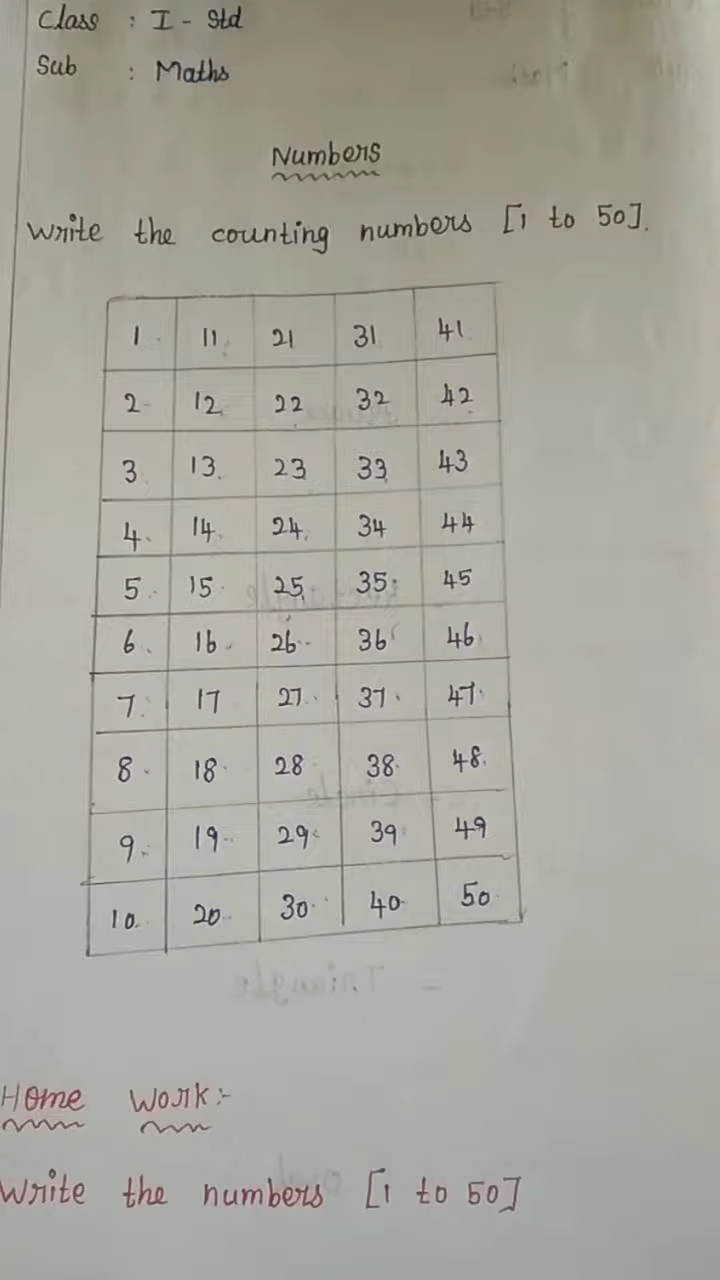 Class : I - Std
Sub : Maths
Numbers
Write the counting numbers [1 to 50].
1 11 21 31 41
2 12 22 32 42
3 13 23 33 43
4 14 24 34 44
5 15 25 35 45
6 16 26 36 46
7 17 27 37 47
8 18 28 38 48
9 19 29 39 49
10 20 30 40 50
Home Work:-
Write the numbers [1 to 50]